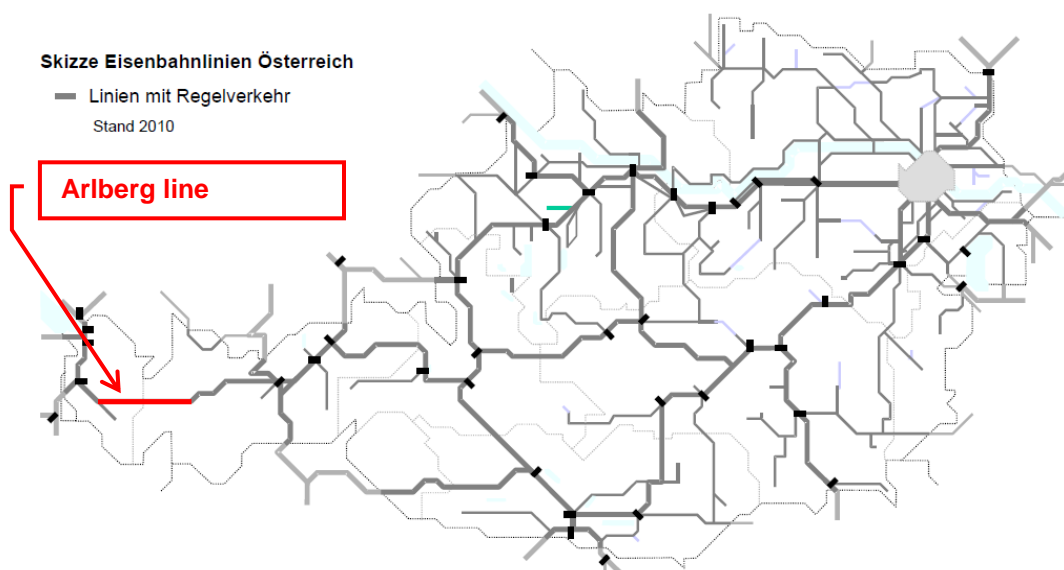 Skizze Eisenbahnlinien Österreich
Linien mit Regelverkehr
Stand 2010
Arlberg line